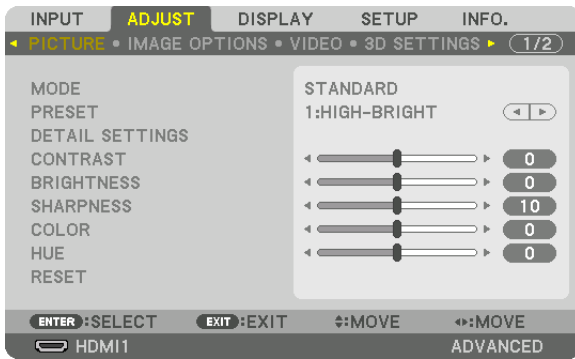 INPUT ADJUST DISPLAY SETUP INFO.
PICTURE • IMAGE OPTIONS • VIDEO • 3D SETTINGS 1/2
MODE STANDARD
PRESET 1:HIGH-BRIGHT
DETAIL SETTINGS
CONTRAST 0
BRIGHTNESS 0
SHARPNESS 10
COLOR 0
HUE 0
RESET
ENTER :SELECT EXIT :EXIT :MOVE :MOVE
HDMI1 ADVANCED